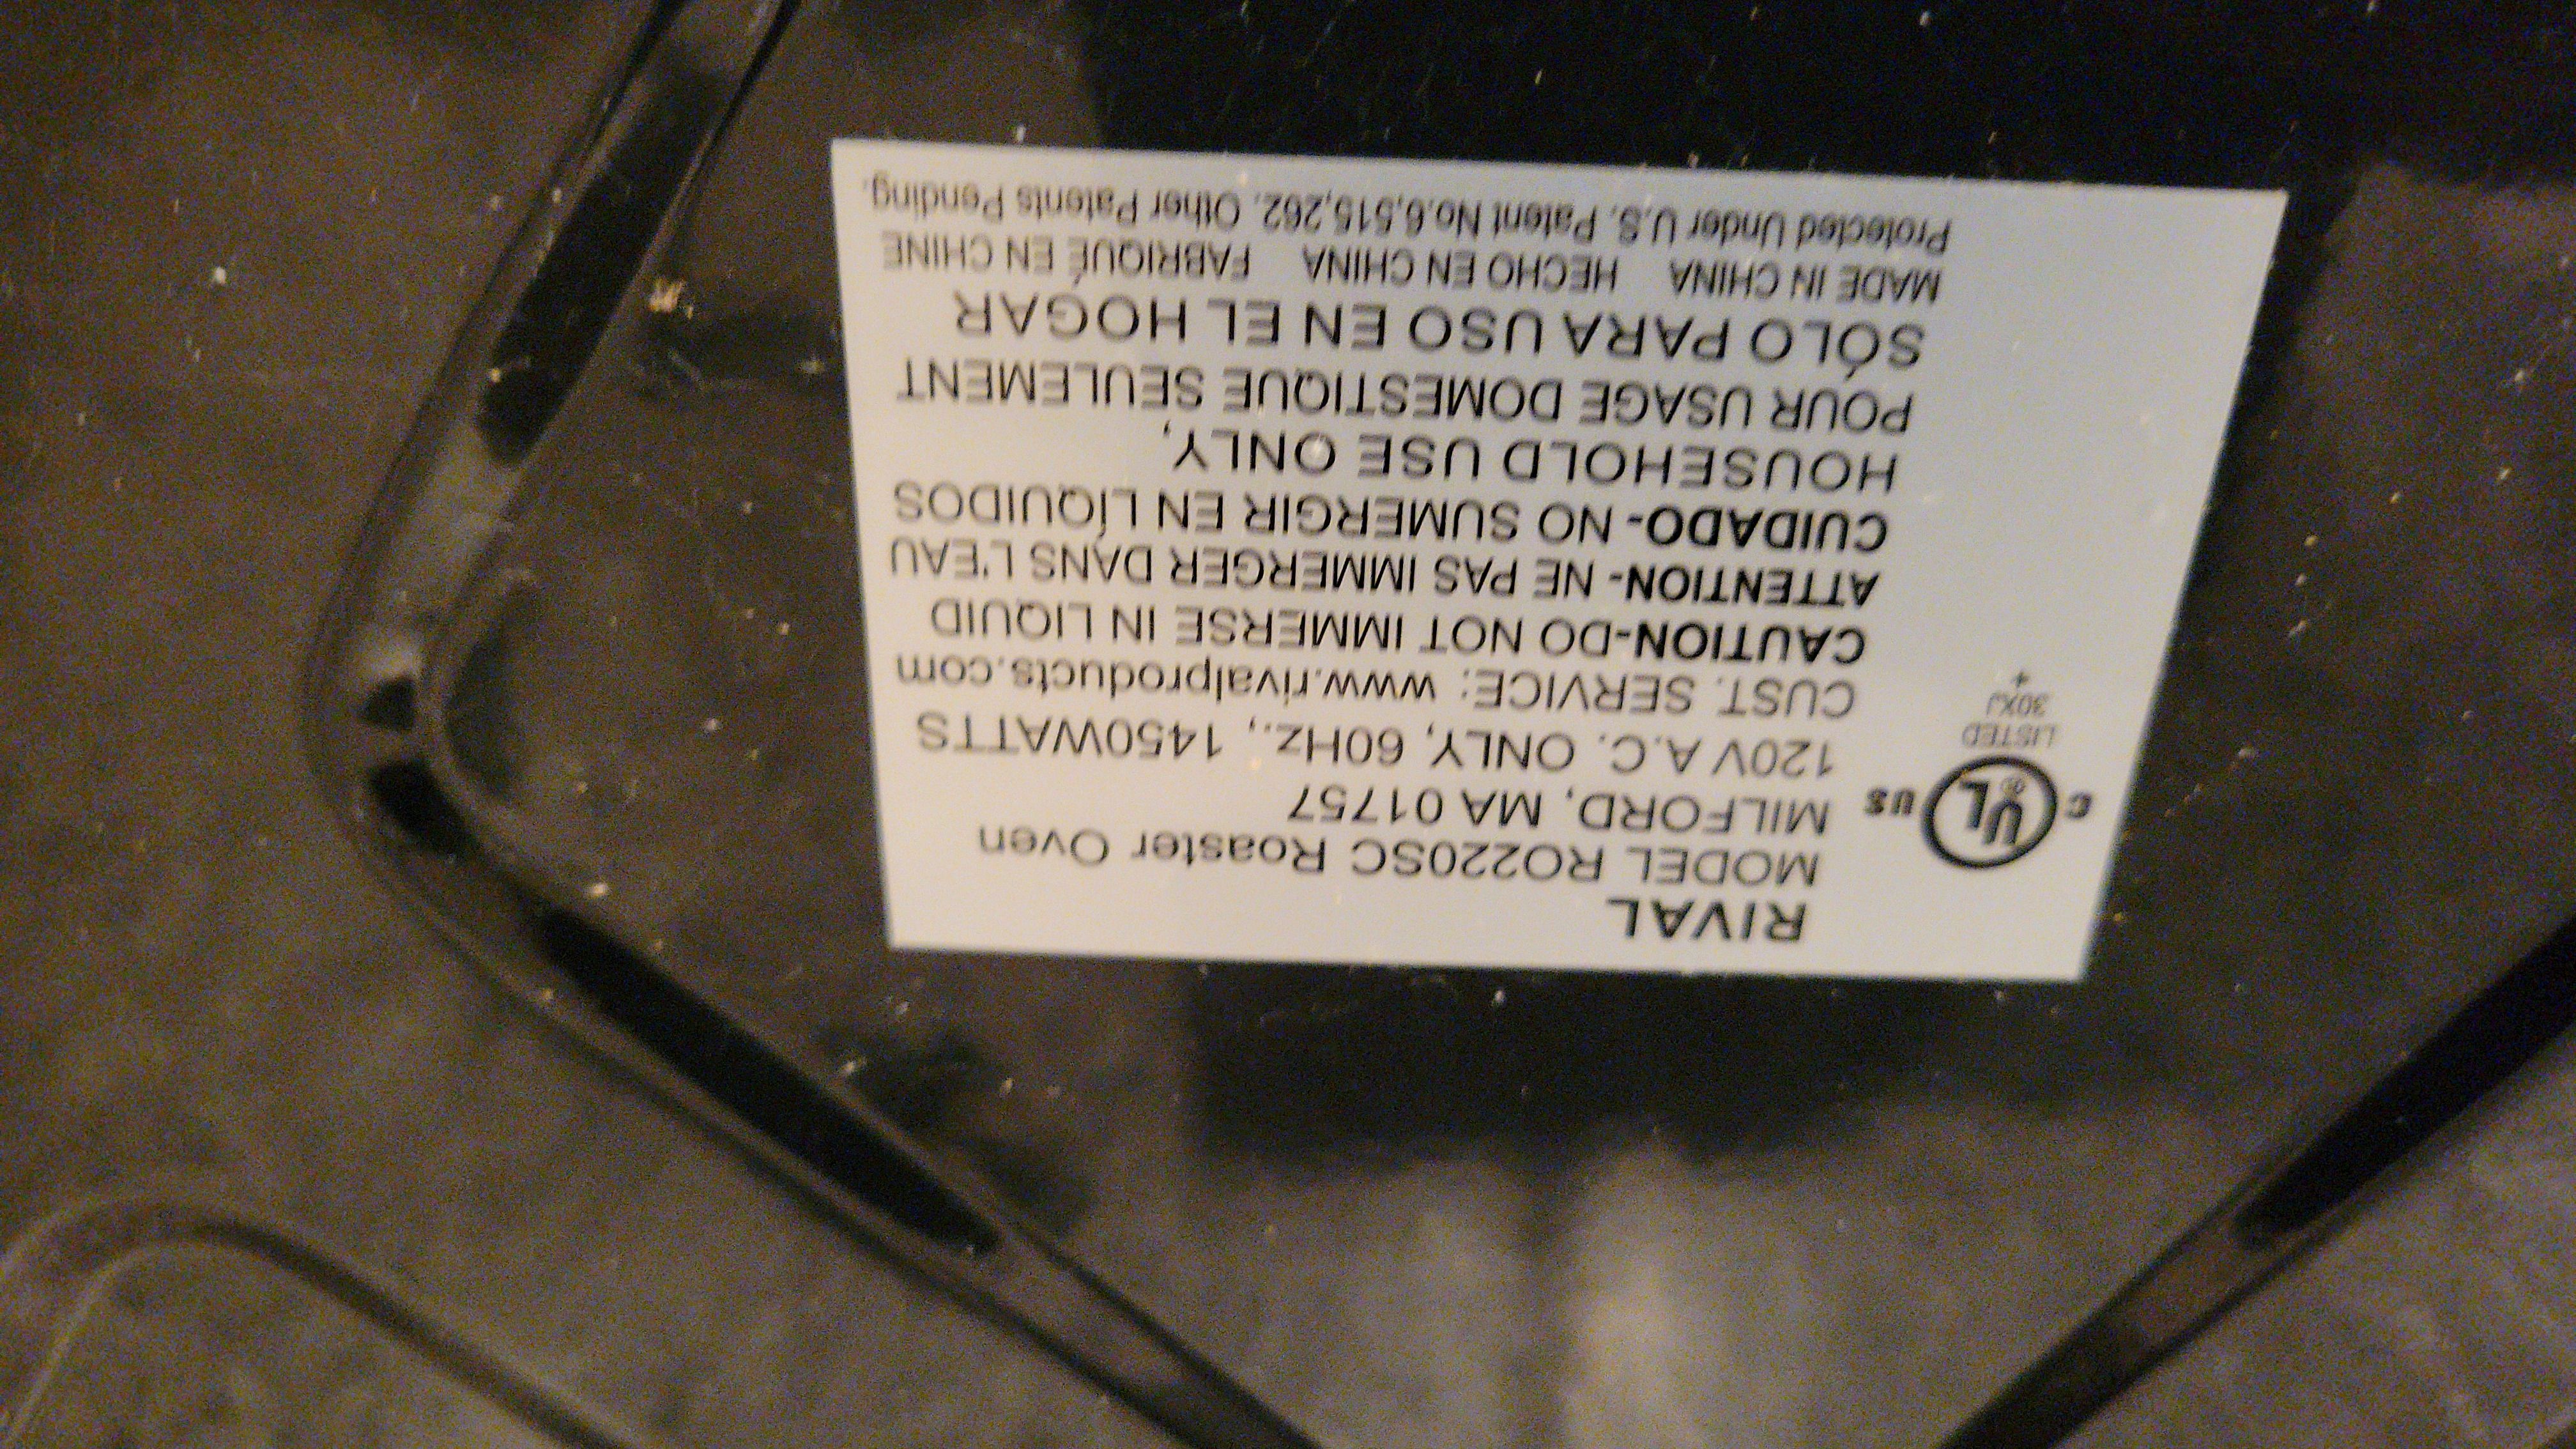 RIVAL
MODEL RO220SC Roaster Oven
MILFORD, MA 01757
120V A.C. ONLY, 60Hz., 1450WATTS
CUST. SERVICE: www.rivalproducts.com
CAUTION-DO NOT IMMERSE IN LIQUID
ATTENTION- NE PAS IMMERGER DANS L'EAU
CUIDADO- NO SUMERGIR EN LÍQUIDOS
HOUSEHOLD USE ONLY,
POUR USAGE DOMESTIQUE SEULEMENT
SÓLO PARA USO EN EL HOGAR
MADE IN CHINA HECHO EN CHINA FABRIQUÉ EN CHINE
Protected Under U.S. Patent No.6,515,262. Other Patents Pending.
C UL® US
LISTED
30XJ